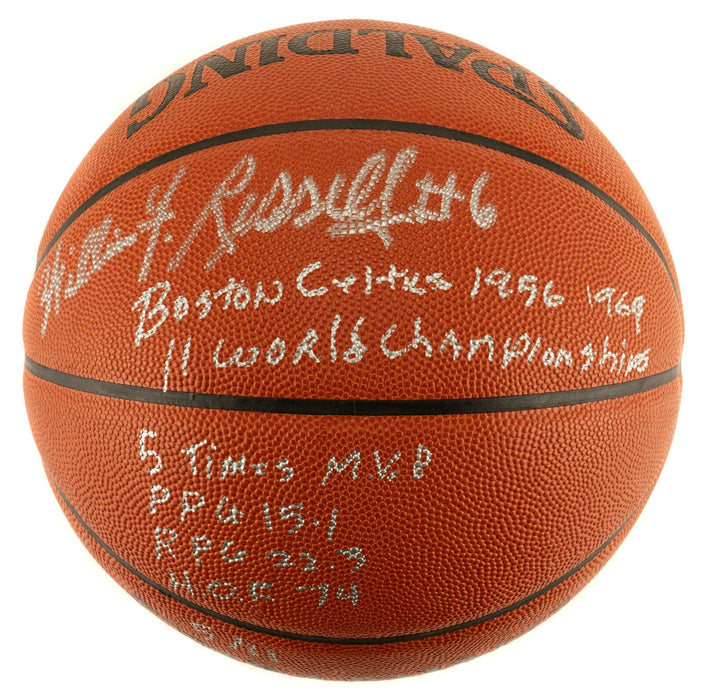 SPALDING
William F. Russell #6
Boston Celtics 1956 1969
11 World Championships
5 Times M.V.P
PPG 15.1
RPG 22.3
H.O.F 74